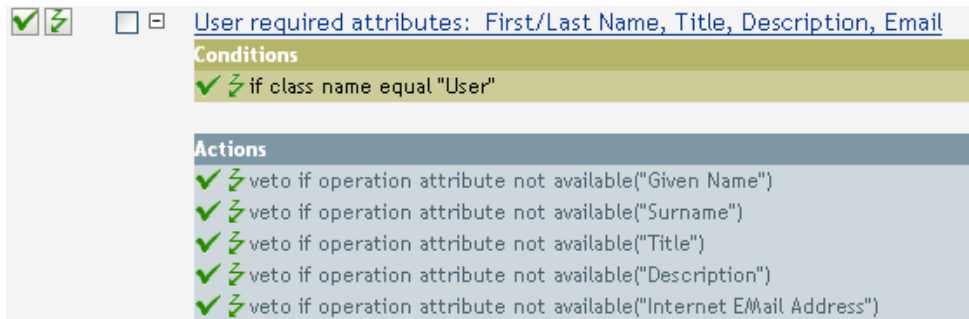 User required attributes: First/Last Name, Title, Description, Email
Conditions
if class name equal "User"
Actions
veto if operation attribute not available("Given Name")
veto if operation attribute not available("Surname")
veto if operation attribute not available("Title")
veto if operation attribute not available("Description")
veto if operation attribute not available("Internet EMail Address")